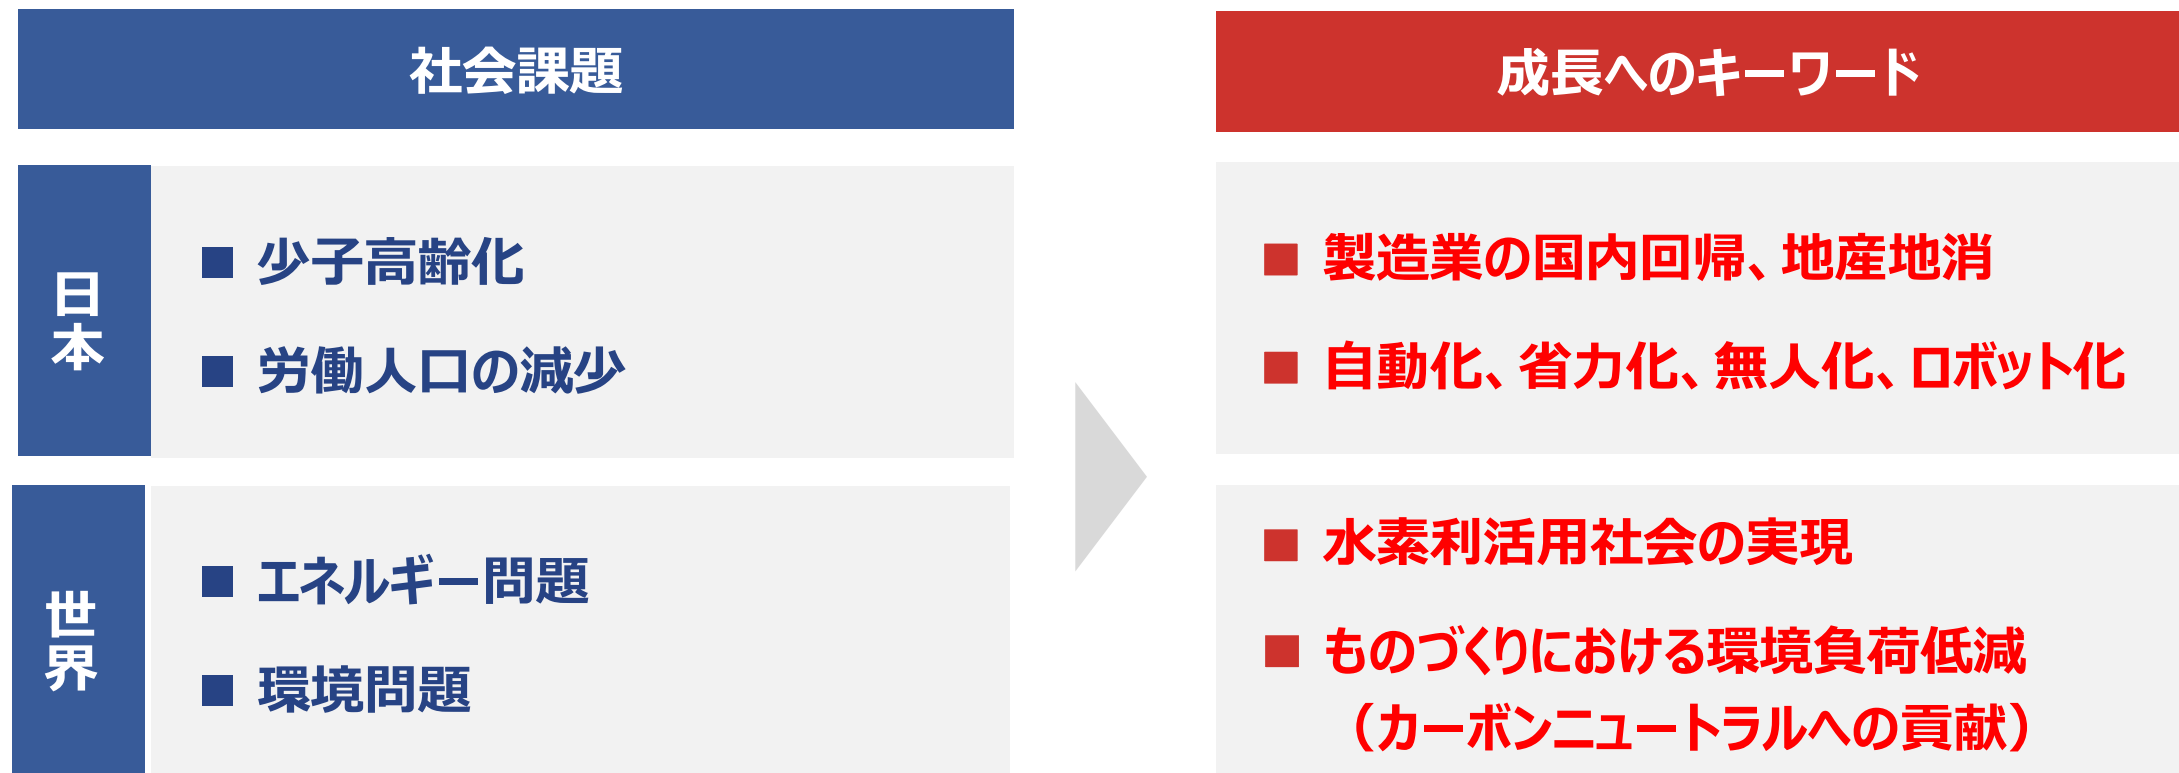 社会課題
成長へのキーワード
日本
■ 少子高齢化
■ 労働人口の減少
■ 製造業の国内回帰、地産地消
■ 自動化、省力化、無人化、ロボット化
世界
■ エネルギー問題
■ 環境問題
■ 水素利活用社会の実現
■ ものづくりにおける環境負荷低減
（カーボンニュートラルへの貢献）